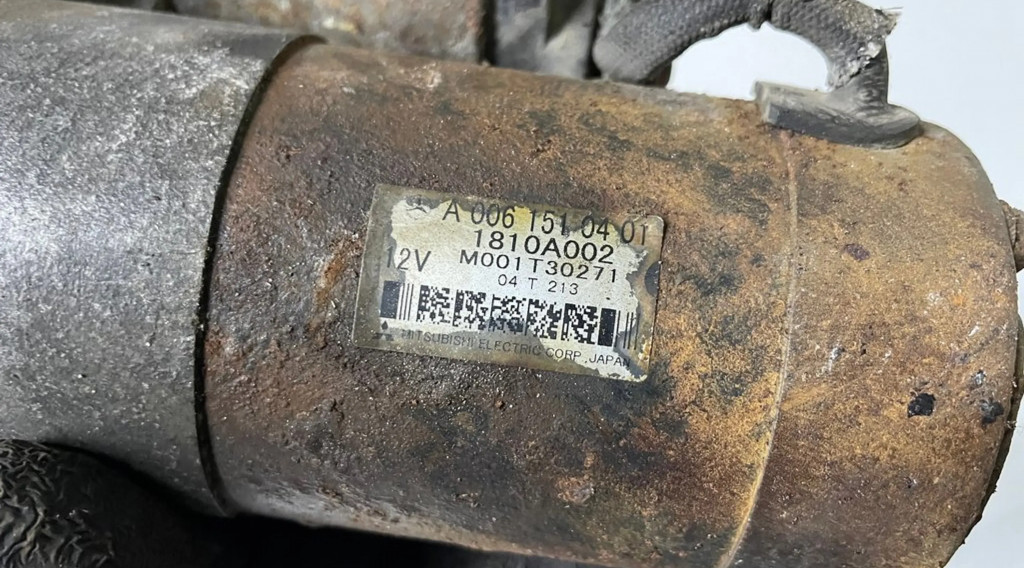 A 006 151 04 01
1810A002
12V M001T30271
04 T 213
MITSUBISHI ELECTRIC CORP.,JAPAN